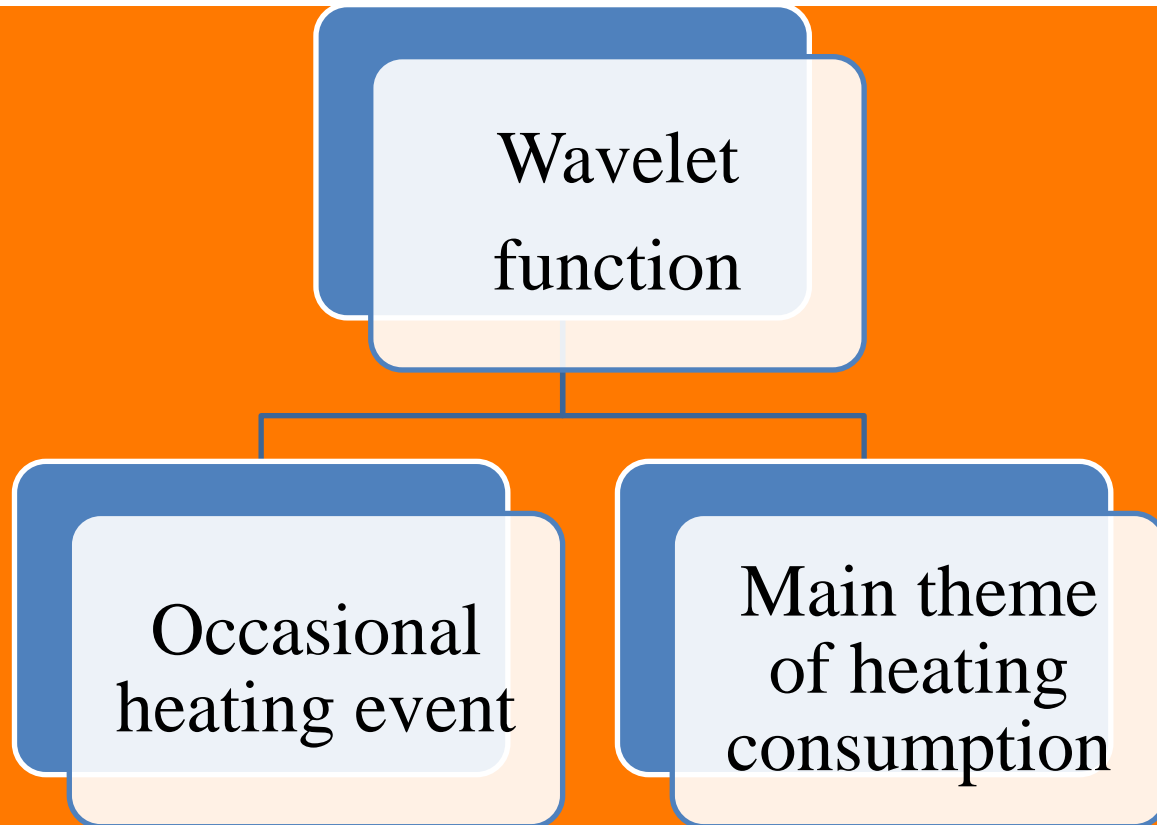 Wavelet
function
Occasional
heating event
Main theme
of heating
consumption